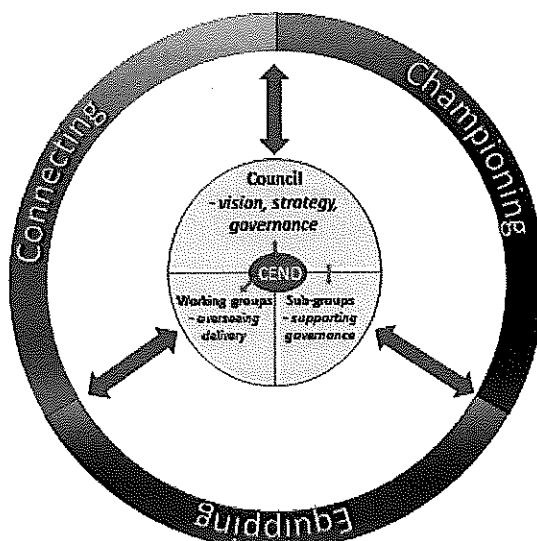 Connecting
Championing
Council
- vision, strategy,
governance
CEND
Working groups
- overseeing
delivery
Sub-groups
- supporting
governance
Equipping